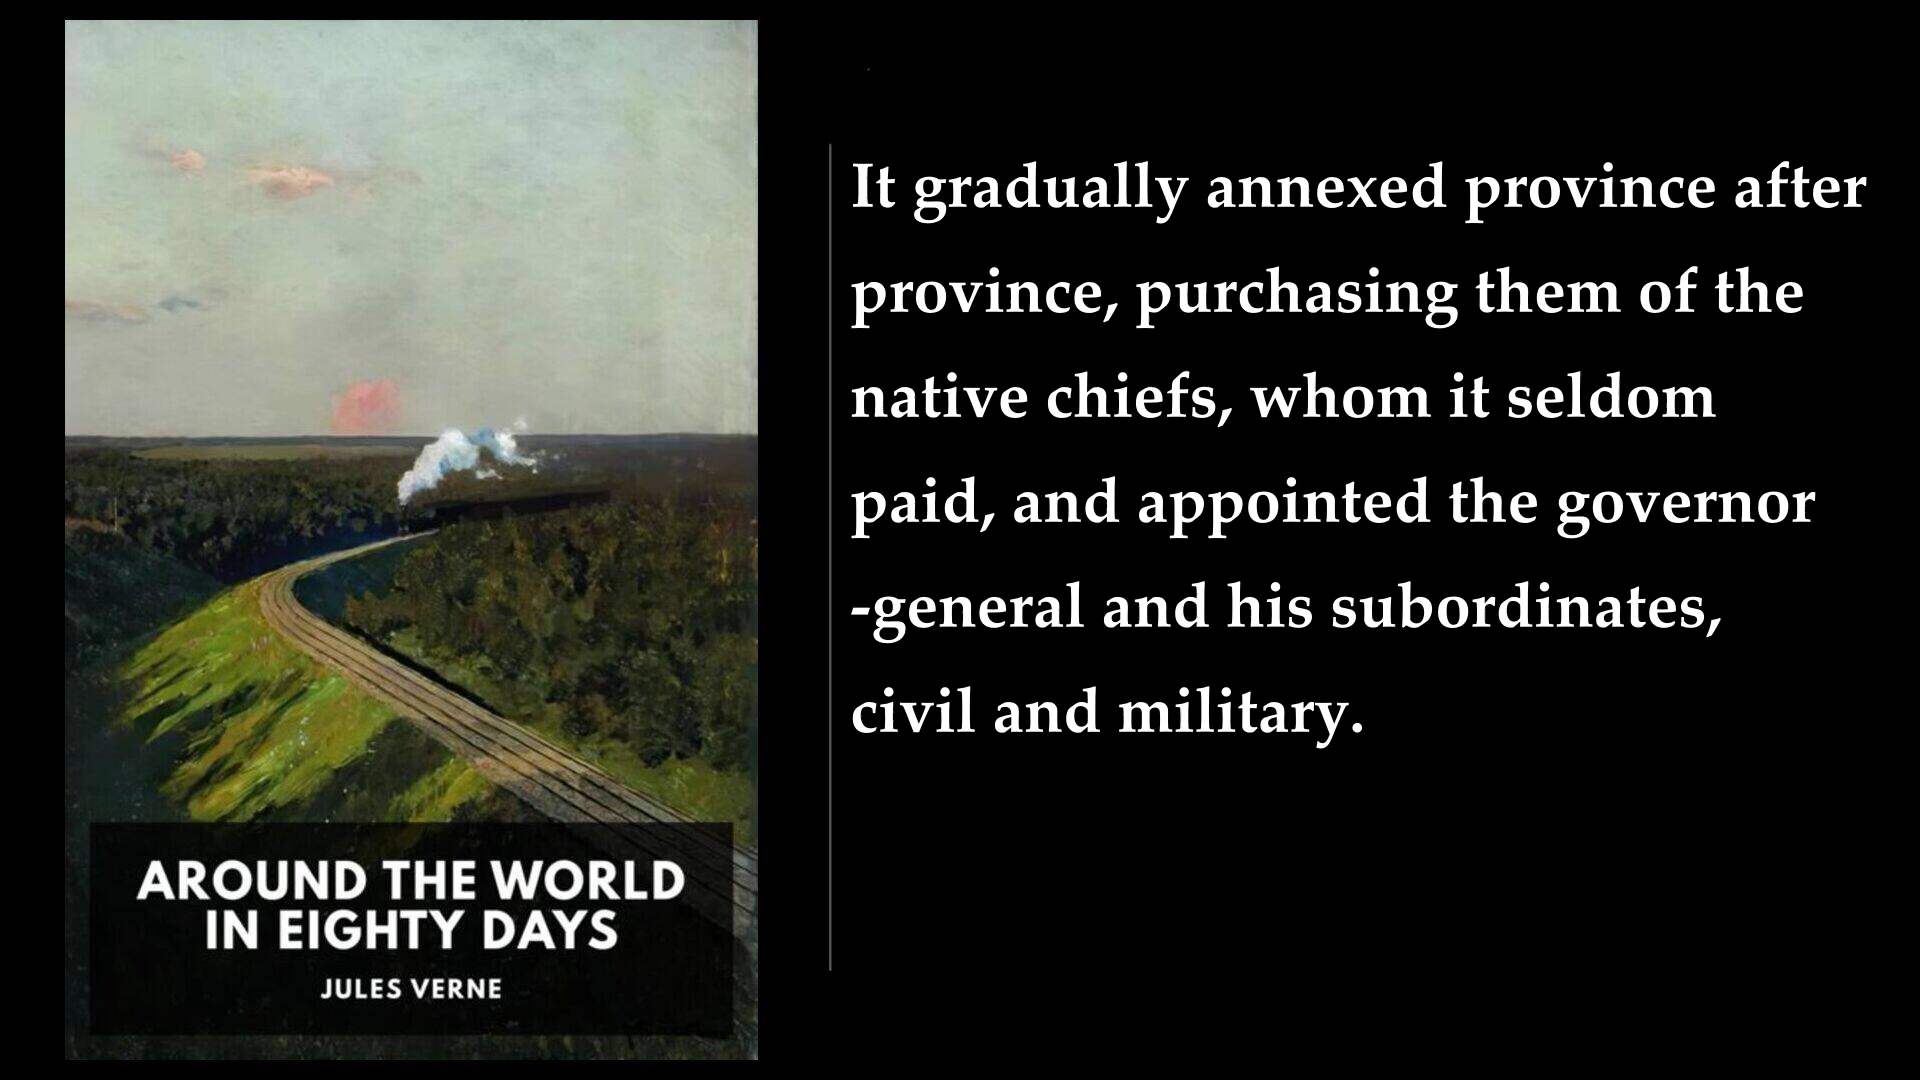 It gradually annexed province after
province, purchasing them of the
native chiefs, whom it seldom
paid, and appointed the governor
-general and his subordinates,
civil and military.
AROUND THE WORLD
IN EIGHTY DAYS
JULES VERNE